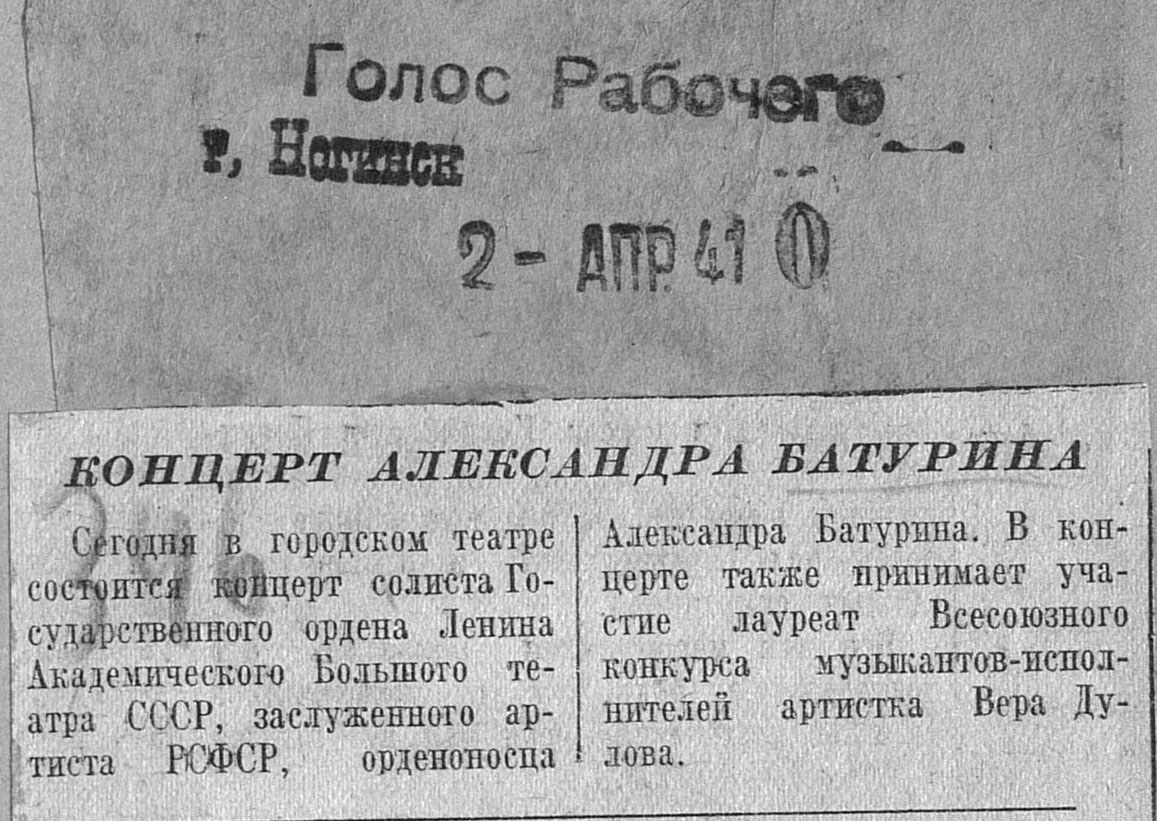 Голос Рабочего
г, Ногинск
2 - АПР. 41
КОНЦЕРТ АЛЕКСАНДРА БАТУРИНА
Сегодня в городском театре
состоится концерт солиста Го-
сударственного ордена Ленина
Академического Большого те-
атра СССР, заслуженного ар-
тиста РСФСР, орденоносца
Александра Батурина. В кон-
церте также принимает уча-
стие лауреат Всесоюзного
конкурса музыкантов-испол-
нителей артистка Вера Ду-
лова.